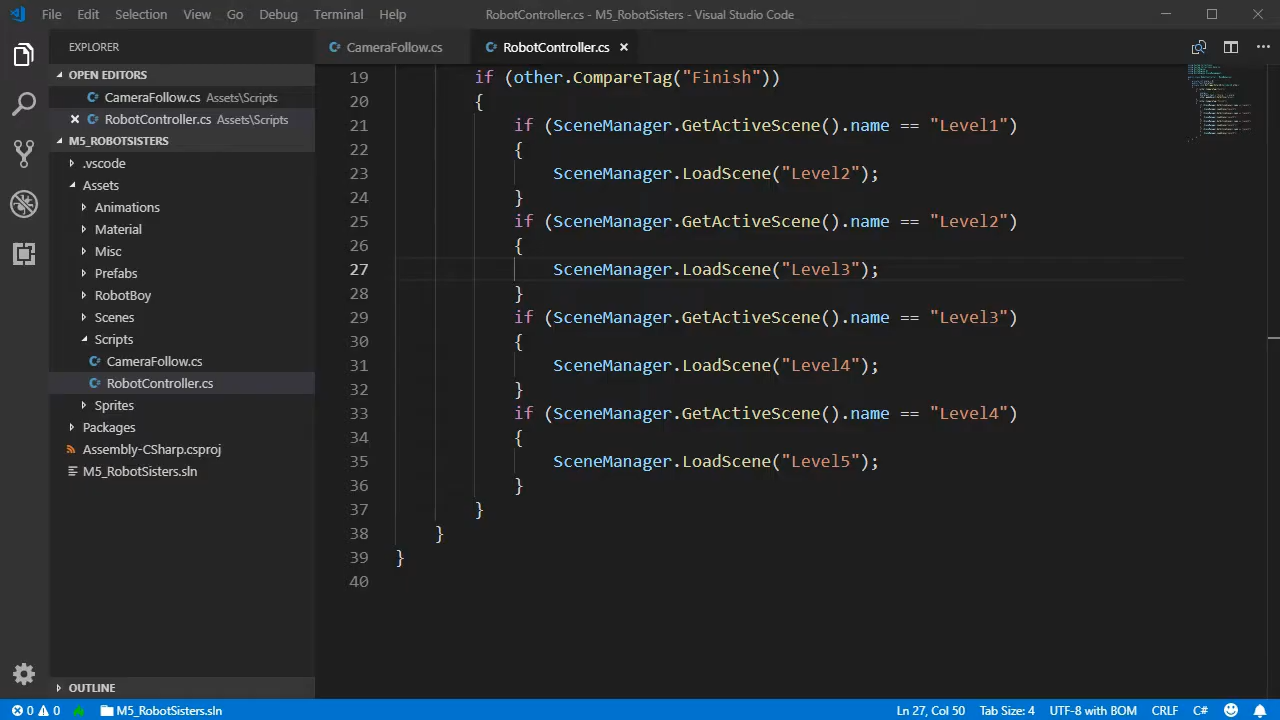 File Edit Selection View Go Debug Terminal Help RobotController.cs - M5_RobotSisters - Visual Studio Code
EXPLORER
OPEN EDITORS
CameraFollow.cs Assets\Scripts
RobotController.cs Assets\Scripts
M5_ROBOTSISTERS
.vscode
Assets
Animations
Material
Misc
Prefabs
RobotBoy
Scenes
Scripts
CameraFollow.cs
RobotController.cs
Sprites
Packages
Assembly-CSharp.csproj
M5_RobotSisters.sln
OUTLINE
CameraFollow.cs RobotController.cs
19 if (other.CompareTag("Finish"))
20 {
21 if (SceneManager.GetActiveScene().name == "Level1")
22 {
23 SceneManager.LoadScene("Level2");
24 }
25 if (SceneManager.GetActiveScene().name == "Level2")
26 {
27 SceneManager.LoadScene("Level3");
28 }
29 if (SceneManager.GetActiveScene().name == "Level3")
30 {
31 SceneManager.LoadScene("Level4");
32 }
33 if (SceneManager.GetActiveScene().name == "Level4")
34 {
35 SceneManager.LoadScene("Level5");
36 }
37 }
38 }
39 }
40
0 0 M5_RobotSisters.sln Ln 27, Col 50 Tab Size: 4 UTF-8 with BOM CRLF C#